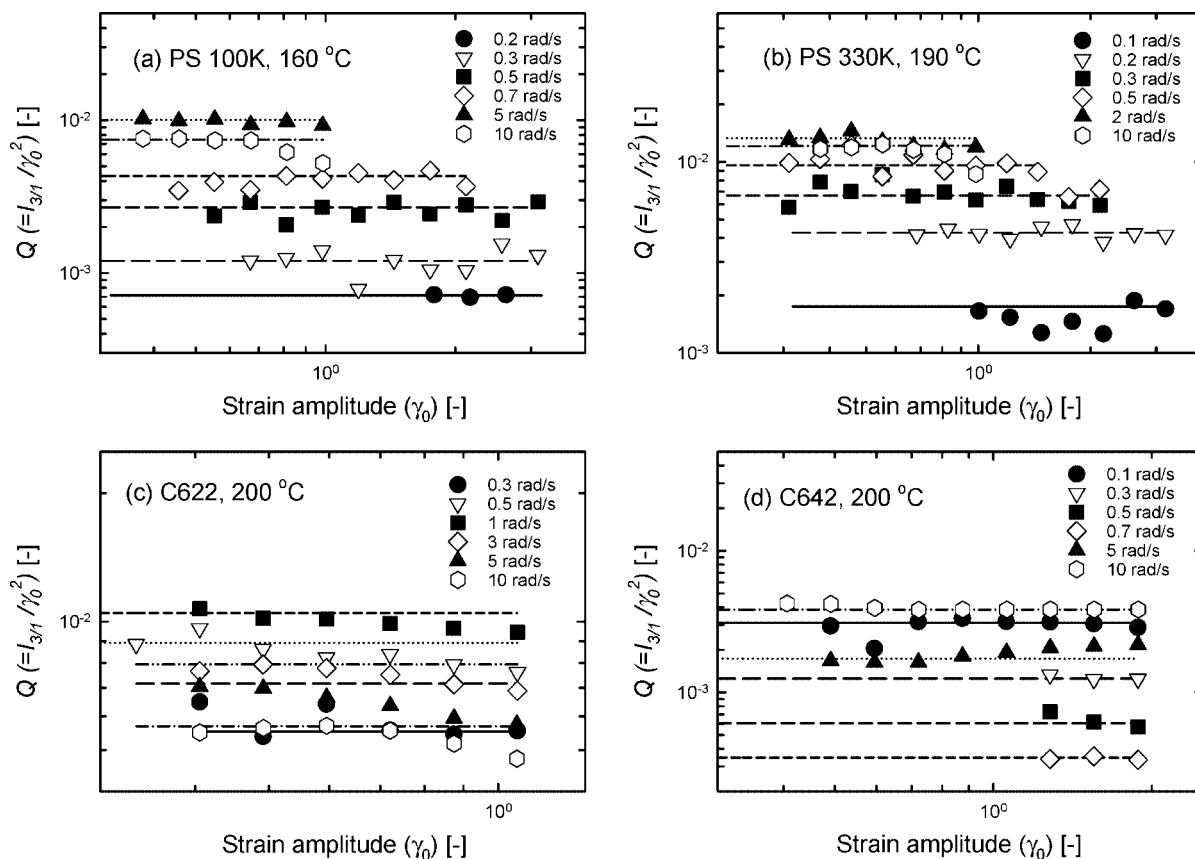 (a) PS 100K, 160 °C
0.2 rad/s
0.3 rad/s
0.5 rad/s
0.7 rad/s
5 rad/s
10 rad/s
10⁻²
10⁻³
Q (=I₃/₁/γ₀²) [-]
10⁰
Strain amplitude (γ₀) [-]
(b) PS 330K, 190 °C
0.1 rad/s
0.2 rad/s
0.3 rad/s
0.5 rad/s
2 rad/s
10 rad/s
10⁻²
10⁻³
Q (=I₃/₁/γ₀²) [-]
10⁰
Strain amplitude (γ₀) [-]
(c) C622, 200 °C
0.3 rad/s
0.5 rad/s
1 rad/s
3 rad/s
5 rad/s
10 rad/s
10⁻²
Q (=I₃/₁/γ₀²) [-]
10⁰
Strain amplitude (γ₀) [-]
(d) C642, 200 °C
0.1 rad/s
0.3 rad/s
0.5 rad/s
0.7 rad/s
5 rad/s
10 rad/s
10⁻²
10⁻³
Q (=I₃/₁/γ₀²) [-]
10⁰
Strain amplitude (γ₀) [-]